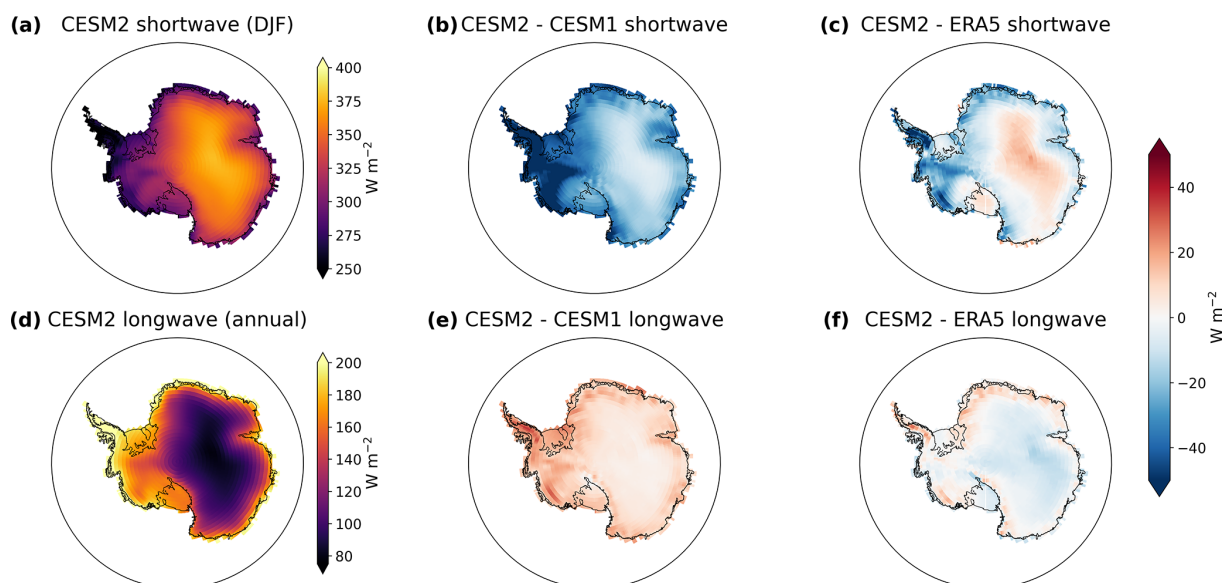 (a) CESM2 shortwave (DJF)
(b) CESM2 - CESM1 shortwave
(c) CESM2 - ERA5 shortwave
400
375
350
325
300
275
250
W m⁻²
(d) CESM2 longwave (annual)
(e) CESM2 - CESM1 longwave
(f) CESM2 - ERA5 longwave
200
180
160
140
120
100
80
W m⁻²
40
20
0
−20
−40
W m⁻²